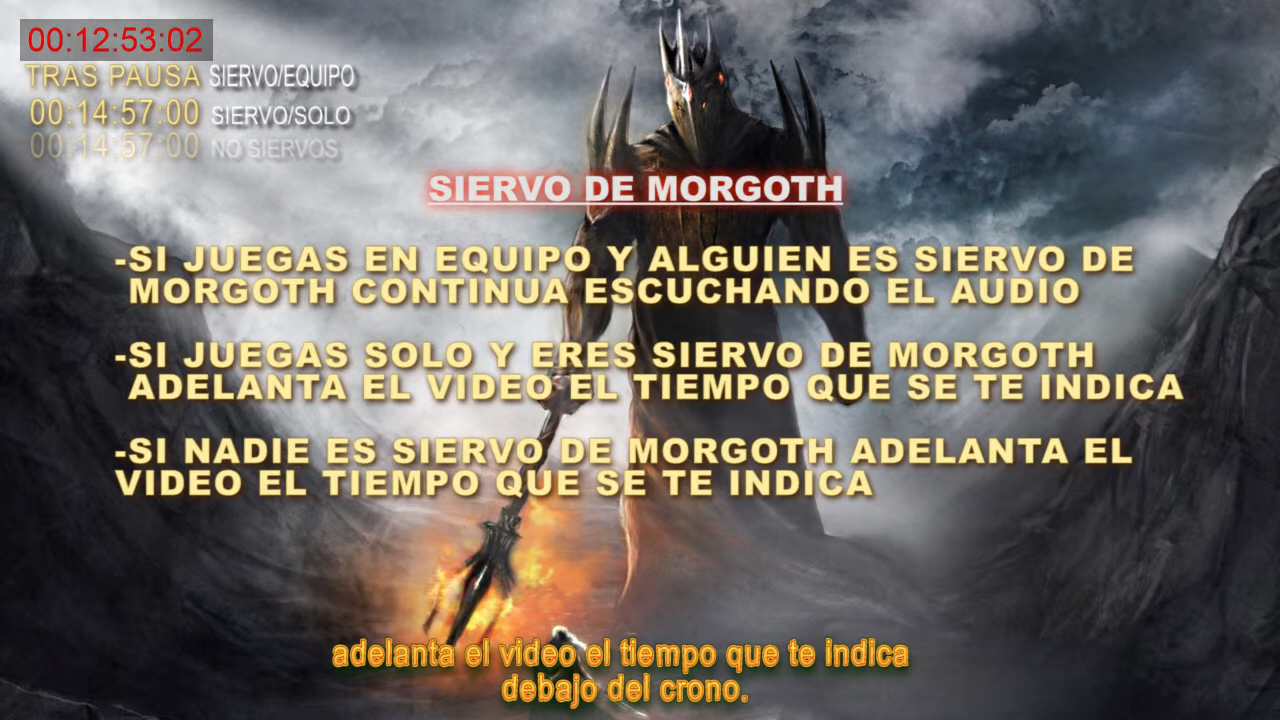 00:12:53:02
TRAS PAUSA SIERVO/EQUIPO
00:14:57:00 SIERVO/SOLO
00:14:57:00 NO SIERVOS
SIERVO DE MORGOTH
-SI JUEGAS EN EQUIPO Y ALGUIEN ES SIERVO DE
MORGOTH CONTINUA ESCUCHANDO EL AUDIO
-SI JUEGAS SOLO Y ERES SIERVO DE MORGOTH
ADELANTA EL VIDEO EL TIEMPO QUE SE TE INDICA
-SI NADIE ES SIERVO DE MORGOTH ADELANTA EL
VIDEO EL TIEMPO QUE SE TE INDICA
adelanta el video el tiempo que te indica
debajo del crono.